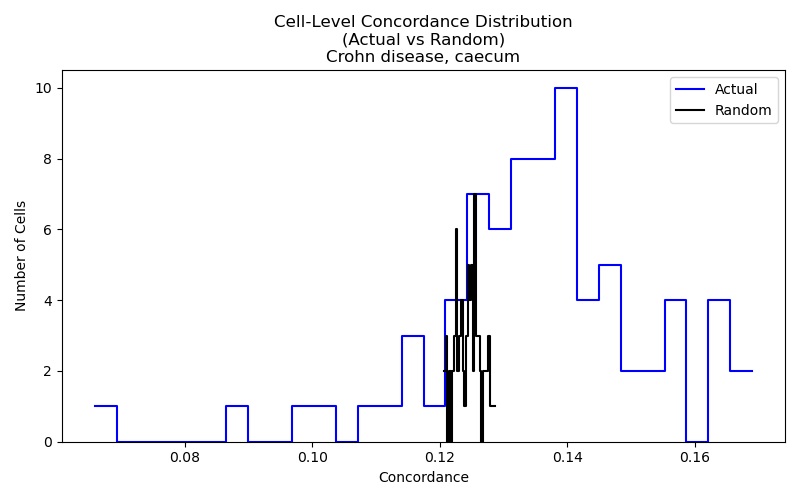 Cell-Level Concordance Distribution
(Actual vs Random)
Crohn disease, caecum
Actual
Random
Number of Cells
10
8
6
4
2
0
0.08
0.10
0.12
0.14
0.16
Concordance